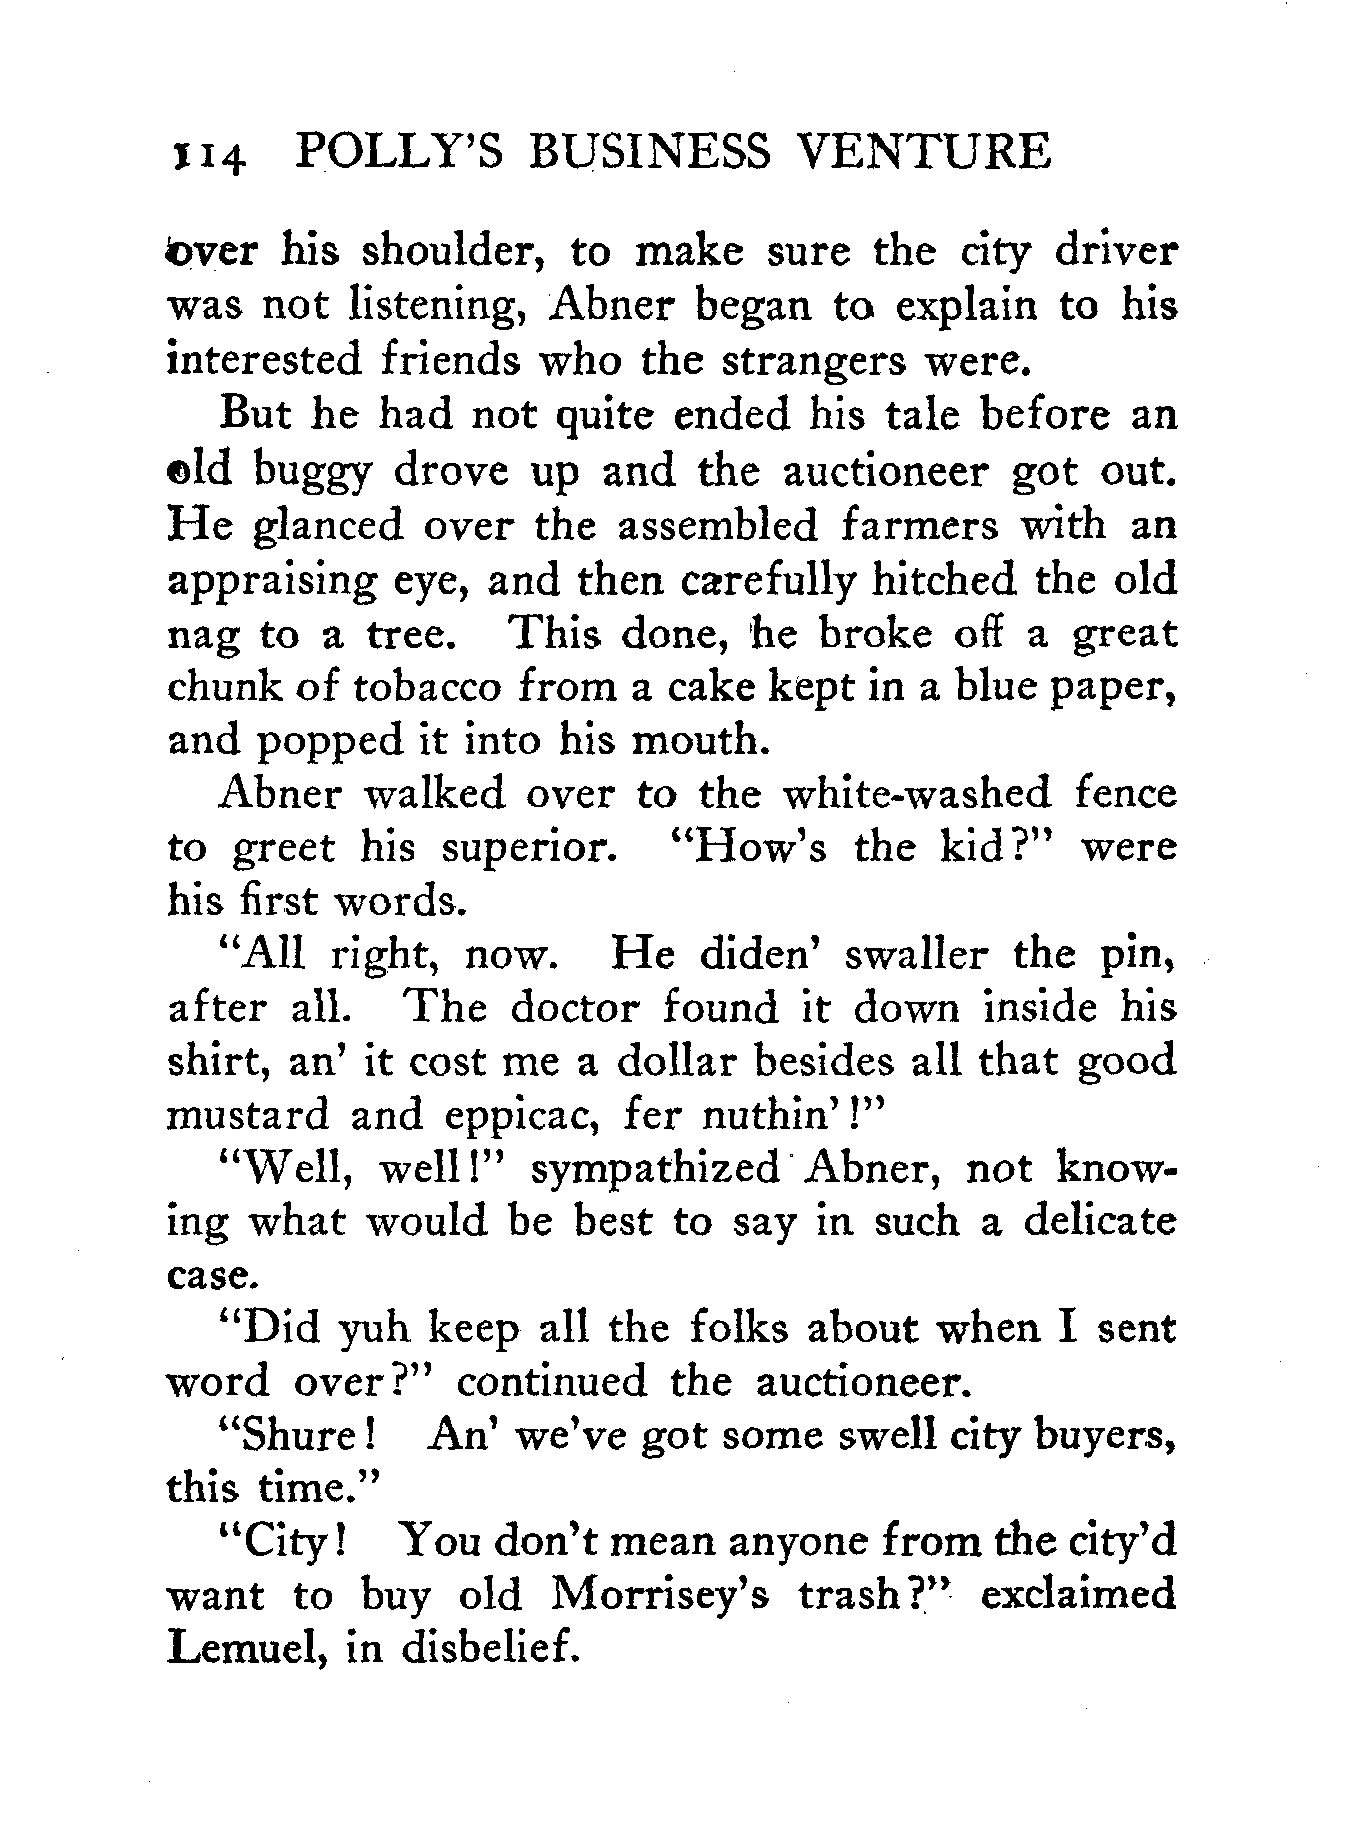 114 POLLY'S BUSINESS VENTURE
over his shoulder, to make sure the city driver
was not listening, Abner began to explain to his
interested friends who the strangers were.
But he had not quite ended his tale before an
old buggy drove up and the auctioneer got out.
He glanced over the assembled farmers with an
appraising eye, and then carefully hitched the old
nag to a tree. This done, he broke off a great
chunk of tobacco from a cake kept in a blue paper,
and popped it into his mouth.
Abner walked over to the white-washed fence
to greet his superior. "How's the kid?" were
his first words.
"All right, now. He diden' swaller the pin,
after all. The doctor found it down inside his
shirt, an' it cost me a dollar besides all that good
mustard and eppicac, fer nuthin'!"
"Well, well!" sympathized Abner, not know-
ing what would be best to say in such a delicate
case.
"Did yuh keep all the folks about when I sent
word over?" continued the auctioneer.
"Shure! An' we've got some swell city buyers,
this time."
"City! You don't mean anyone from the city'd
want to buy old Morrisey's trash?" exclaimed
Lemuel, in disbelief.